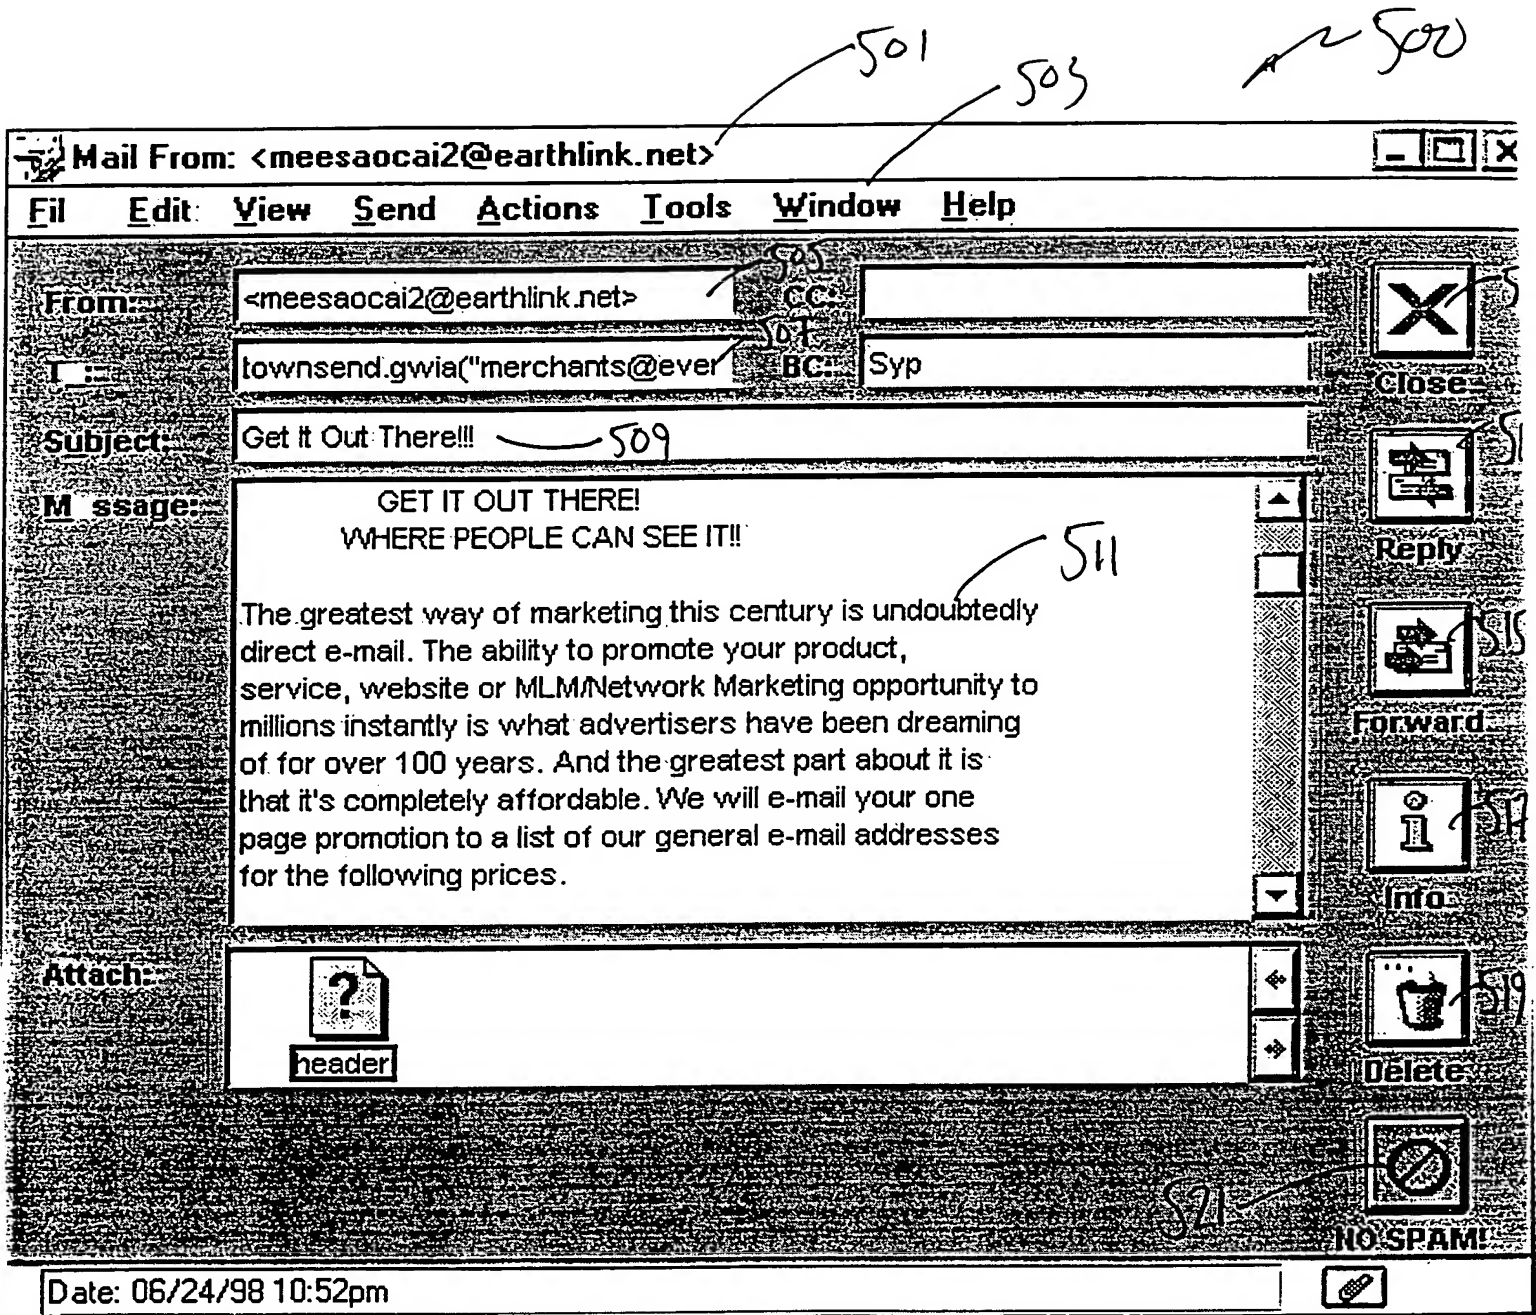 501
503
500
Mail From: <meesaocai2@earthlink.net>
Fil Edit View Send Actions Tools Window Help
505
From: <meesaocai2@earthlink.net> CC:
507
T : townsend.gwia("merchants@ever BC: Syp
Close
Subject: Get it Out There!!! 509
M ssage: GET IT OUT THERE!
WHERE PEOPLE CAN SEE IT!!
511
Reply
The greatest way of marketing this century is undoubtedly
direct e-mail. The ability to promote your product,
515
service, website or MLM/Network Marketing opportunity to
millions instantly is what advertisers have been dreaming
Forward
of for over 100 years. And the greatest part about it is
that it's completely affordable. We will e-mail your one
517
page promotion to a list of our general e-mail addresses
for the following prices.
Info
Attach:
header
519
Delete
521
NO SPAM!
Date: 06/24/98 10:52pm